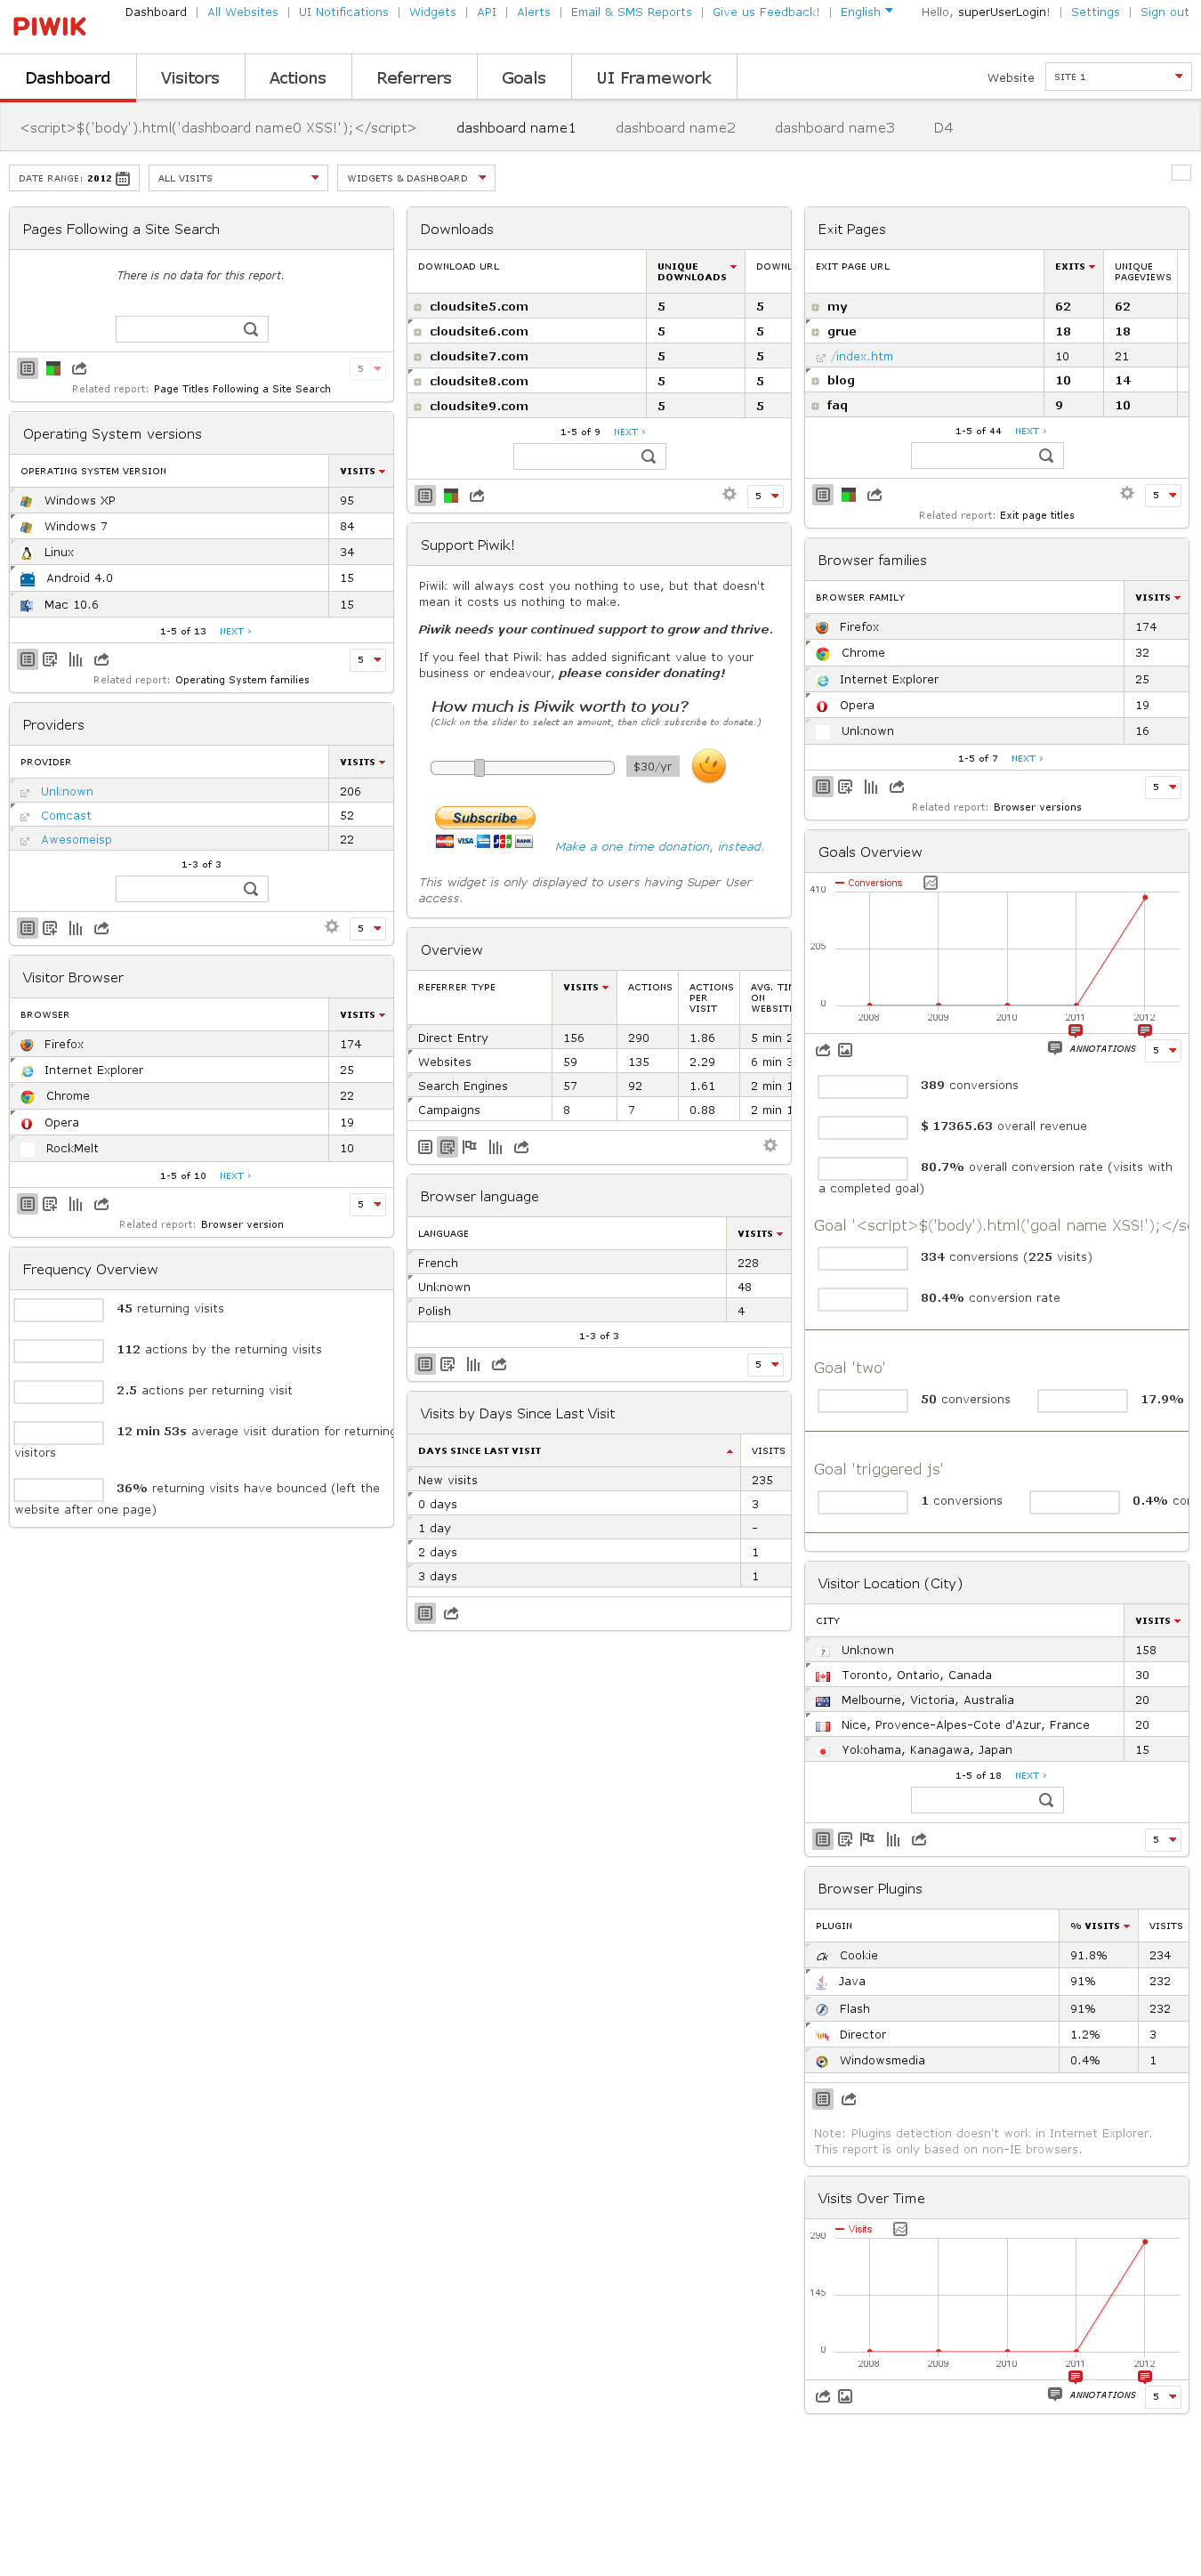 PIWIK
Dashboard | All Websites | UI Notifications | Widgets | API | Alerts | Email & SMS Reports | Give us Feedback! | English Hello, superUserLogin! | Settings | Sign out
Dashboard Visitors Actions Referrers Goals UI Framework Website SITE 1
<script>$('body').html('dashboard name0 XSS!');</script> dashboard name1 dashboard name2 dashboard name3 D4
DATE RANGE: 2012 ALL VISITS WIDGETS & DASHBOARD
Pages Following a Site Search
There is no data for this report.
5
Related report: Page Titles Following a Site Search
Operating System versions
OPERATING SYSTEM VERSION VISITS
Windows XP 95
Windows 7 84
Linux 34
Android 4.0 15
Mac 10.6 15
1-5 of 13 NEXT ›
5
Related report: Operating System families
Providers
PROVIDER VISITS
Unknown 206
Comcast 52
Awesomeisp 22
1-3 of 3
5
Visitor Browser
BROWSER VISITS
Firefox 174
Internet Explorer 25
Chrome 22
Opera 19
RockMelt 10
1-5 of 10 NEXT ›
5
Related report: Browser version
Frequency Overview
45 returning visits
112 actions by the returning visits
2.5 actions per returning visit
12 min 53s average visit duration for returning
visitors
36% returning visits have bounced (left the
website after one page)
Downloads
DOWNLOAD URL UNIQUE DOWNL
DOWNLOADS
cloudsite5.com 5 5
cloudsite6.com 5 5
cloudsite7.com 5 5
cloudsite8.com 5 5
cloudsite9.com 5 5
1-5 of 9 NEXT ›
5
Support Piwik!
Piwik will always cost you nothing to use, but that doesn't
mean it costs us nothing to make.
Piwik needs your continued support to grow and thrive.
If you feel that Piwik has added significant value to your
business or endeavour, please consider donating!
How much is Piwik worth to you?
(Click on the slider to select an amount, then click subscribe to donate.)
$30/yr
Subscribe
VISA JCB BANK
Make a one time donation, instead.
This widget is only displayed to users having Super User
access.
Overview
REFERRER TYPE VISITS ACTIONS ACTIONS AVG. TIM
PER ON
VISIT WEBSIT
Direct Entry 156 290 1.86 5 min 2
Websites 59 135 2.29 6 min 3
Search Engines 57 92 1.61 2 min 1
Campaigns 8 7 0.88 2 min 1
Browser language
LANGUAGE VISITS
French 228
Unknown 48
Polish 4
1-3 of 3
5
Visits by Days Since Last Visit
DAYS SINCE LAST VISIT VISITS
New visits 235
0 days 3
1 day -
2 days 1
3 days 1
Exit Pages
EXIT PAGE URL EXITS UNIQUE
PAGEVIEWS
my 62 62
grue 18 18
/index.htm 10 21
blog 10 14
faq 9 10
1-5 of 44 NEXT ›
5
Related report: Exit page titles
Browser families
BROWSER FAMILY VISITS
Firefox 174
Chrome 32
Internet Explorer 25
Opera 19
Unknown 16
1-5 of 7 NEXT ›
5
Related report: Browser versions
Goals Overview
Conversions
410
205
0
2008 2009 2010 2011 2012
ANNOTATIONS 5
389 conversions
$ 17365.63 overall revenue
80.7% overall conversion rate (visits with
a completed goal)
Goal '<script>$('body').html('goal name XSS!');</sc
334 conversions (225 visits)
80.4% conversion rate
Goal 'two'
50 conversions 17.9%
Goal 'triggered js'
1 conversions 0.4% con
Visitor Location (City)
CITY VISITS
? Unknown 158
Toronto, Ontario, Canada 30
Melbourne, Victoria, Australia 20
Nice, Provence-Alpes-Cote d'Azur, France 20
Yokohama, Kanagawa, Japan 15
1-5 of 18 NEXT ›
5
Browser Plugins
PLUGIN % VISITS VISITS
Ck Cookie 91.8% 234
Java 91% 232
Flash 91% 232
Director 1.2% 3
Windowsmedia 0.4% 1
Note: Plugins detection doesn't work in Internet Explorer.
This report is only based on non-IE browsers.
Visits Over Time
Visits
290
145
0
2008 2009 2010 2011 2012
ANNOTATIONS 5